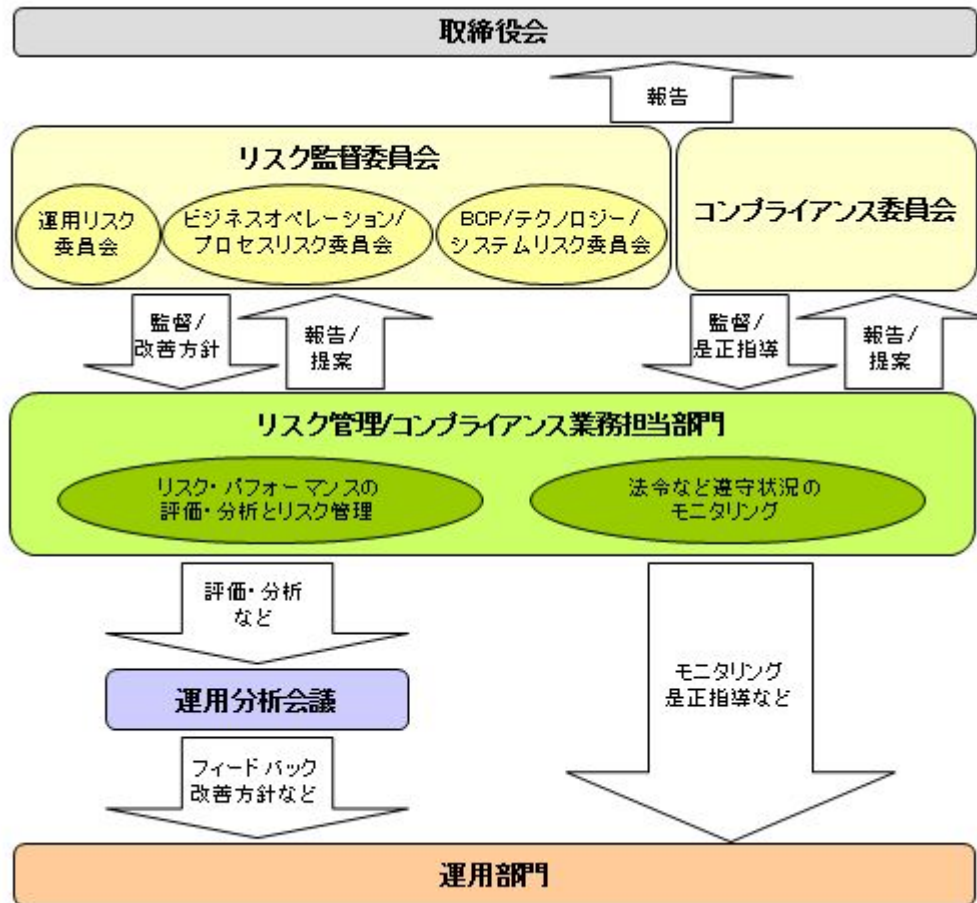 取締役会
報告
リスク監督委員会
運用リスク
委員会
ビジネスオペレーション/
プロセスリスク委員会
BCP/テクノロジー/
システムリスク委員会
コンプライアンス委員会
監督/
改善方針
報告/
提案
監督/
是正指導
報告/
提案
リスク管理/コンプライアンス業務担当部門
リスク・パフォーマンスの
評価・分析とリスク管理
法令など遵守状況の
モニタリング
評価・分析
など
運用分析会議
モニタリング
是正指導など
フィードバック
改善方針など
運用部門